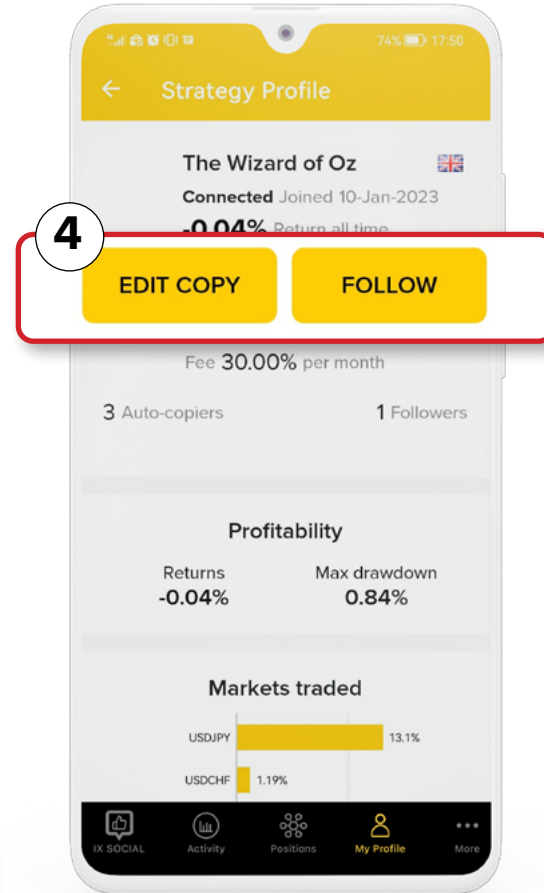 74% 17:50
Strategy Profile
The Wizard of Oz
Connected Joined 10-Jan-2023
-0.04% Return all time
4
EDIT COPY FOLLOW
Fee 30.00% per month
3 Auto-copiers 1 Followers
Profitability
Returns Max drawdown
-0.04% 0.84%
Markets traded
USDJPY 13.1%
USDCHF 1.19%
IX SOCIAL Activity Positions My Profile More